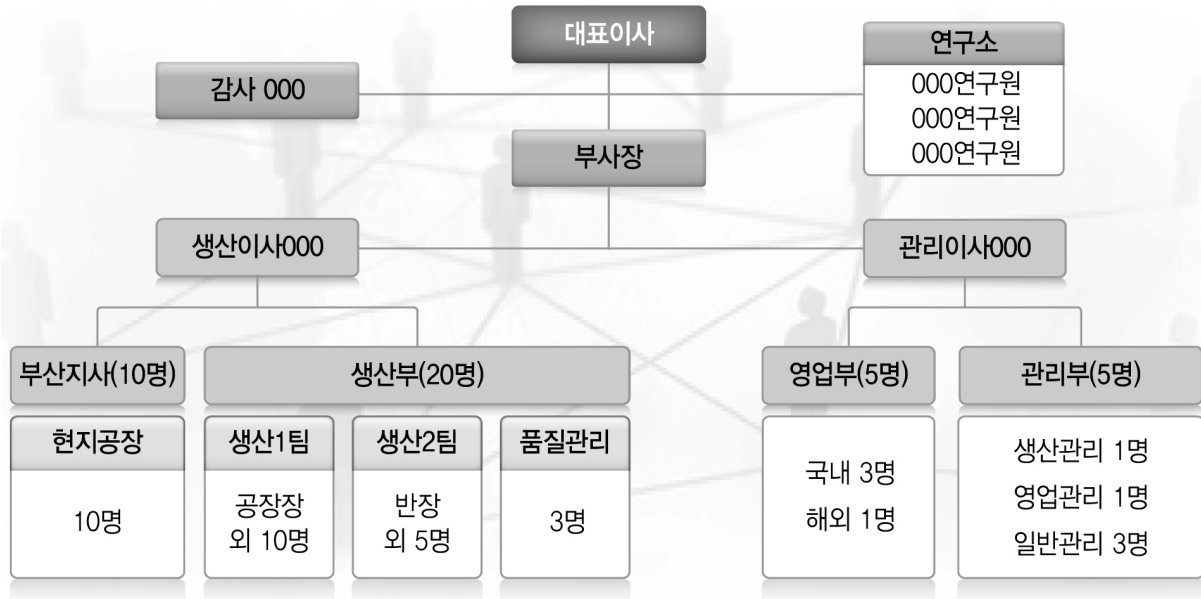 대표이사
감사 000
연구소
000연구원
000연구원
000연구원
부사장
생산이사000
관리이사000
부산지사(10명)
생산부(20명)
영업부(5명)
관리부(5명)
현지공장
10명
생산1팀
공장장
외 10명
생산2팀
반장
외 5명
품질관리
3명
국내 3명
해외 1명
생산관리 1명
영업관리 1명
일반관리 3명